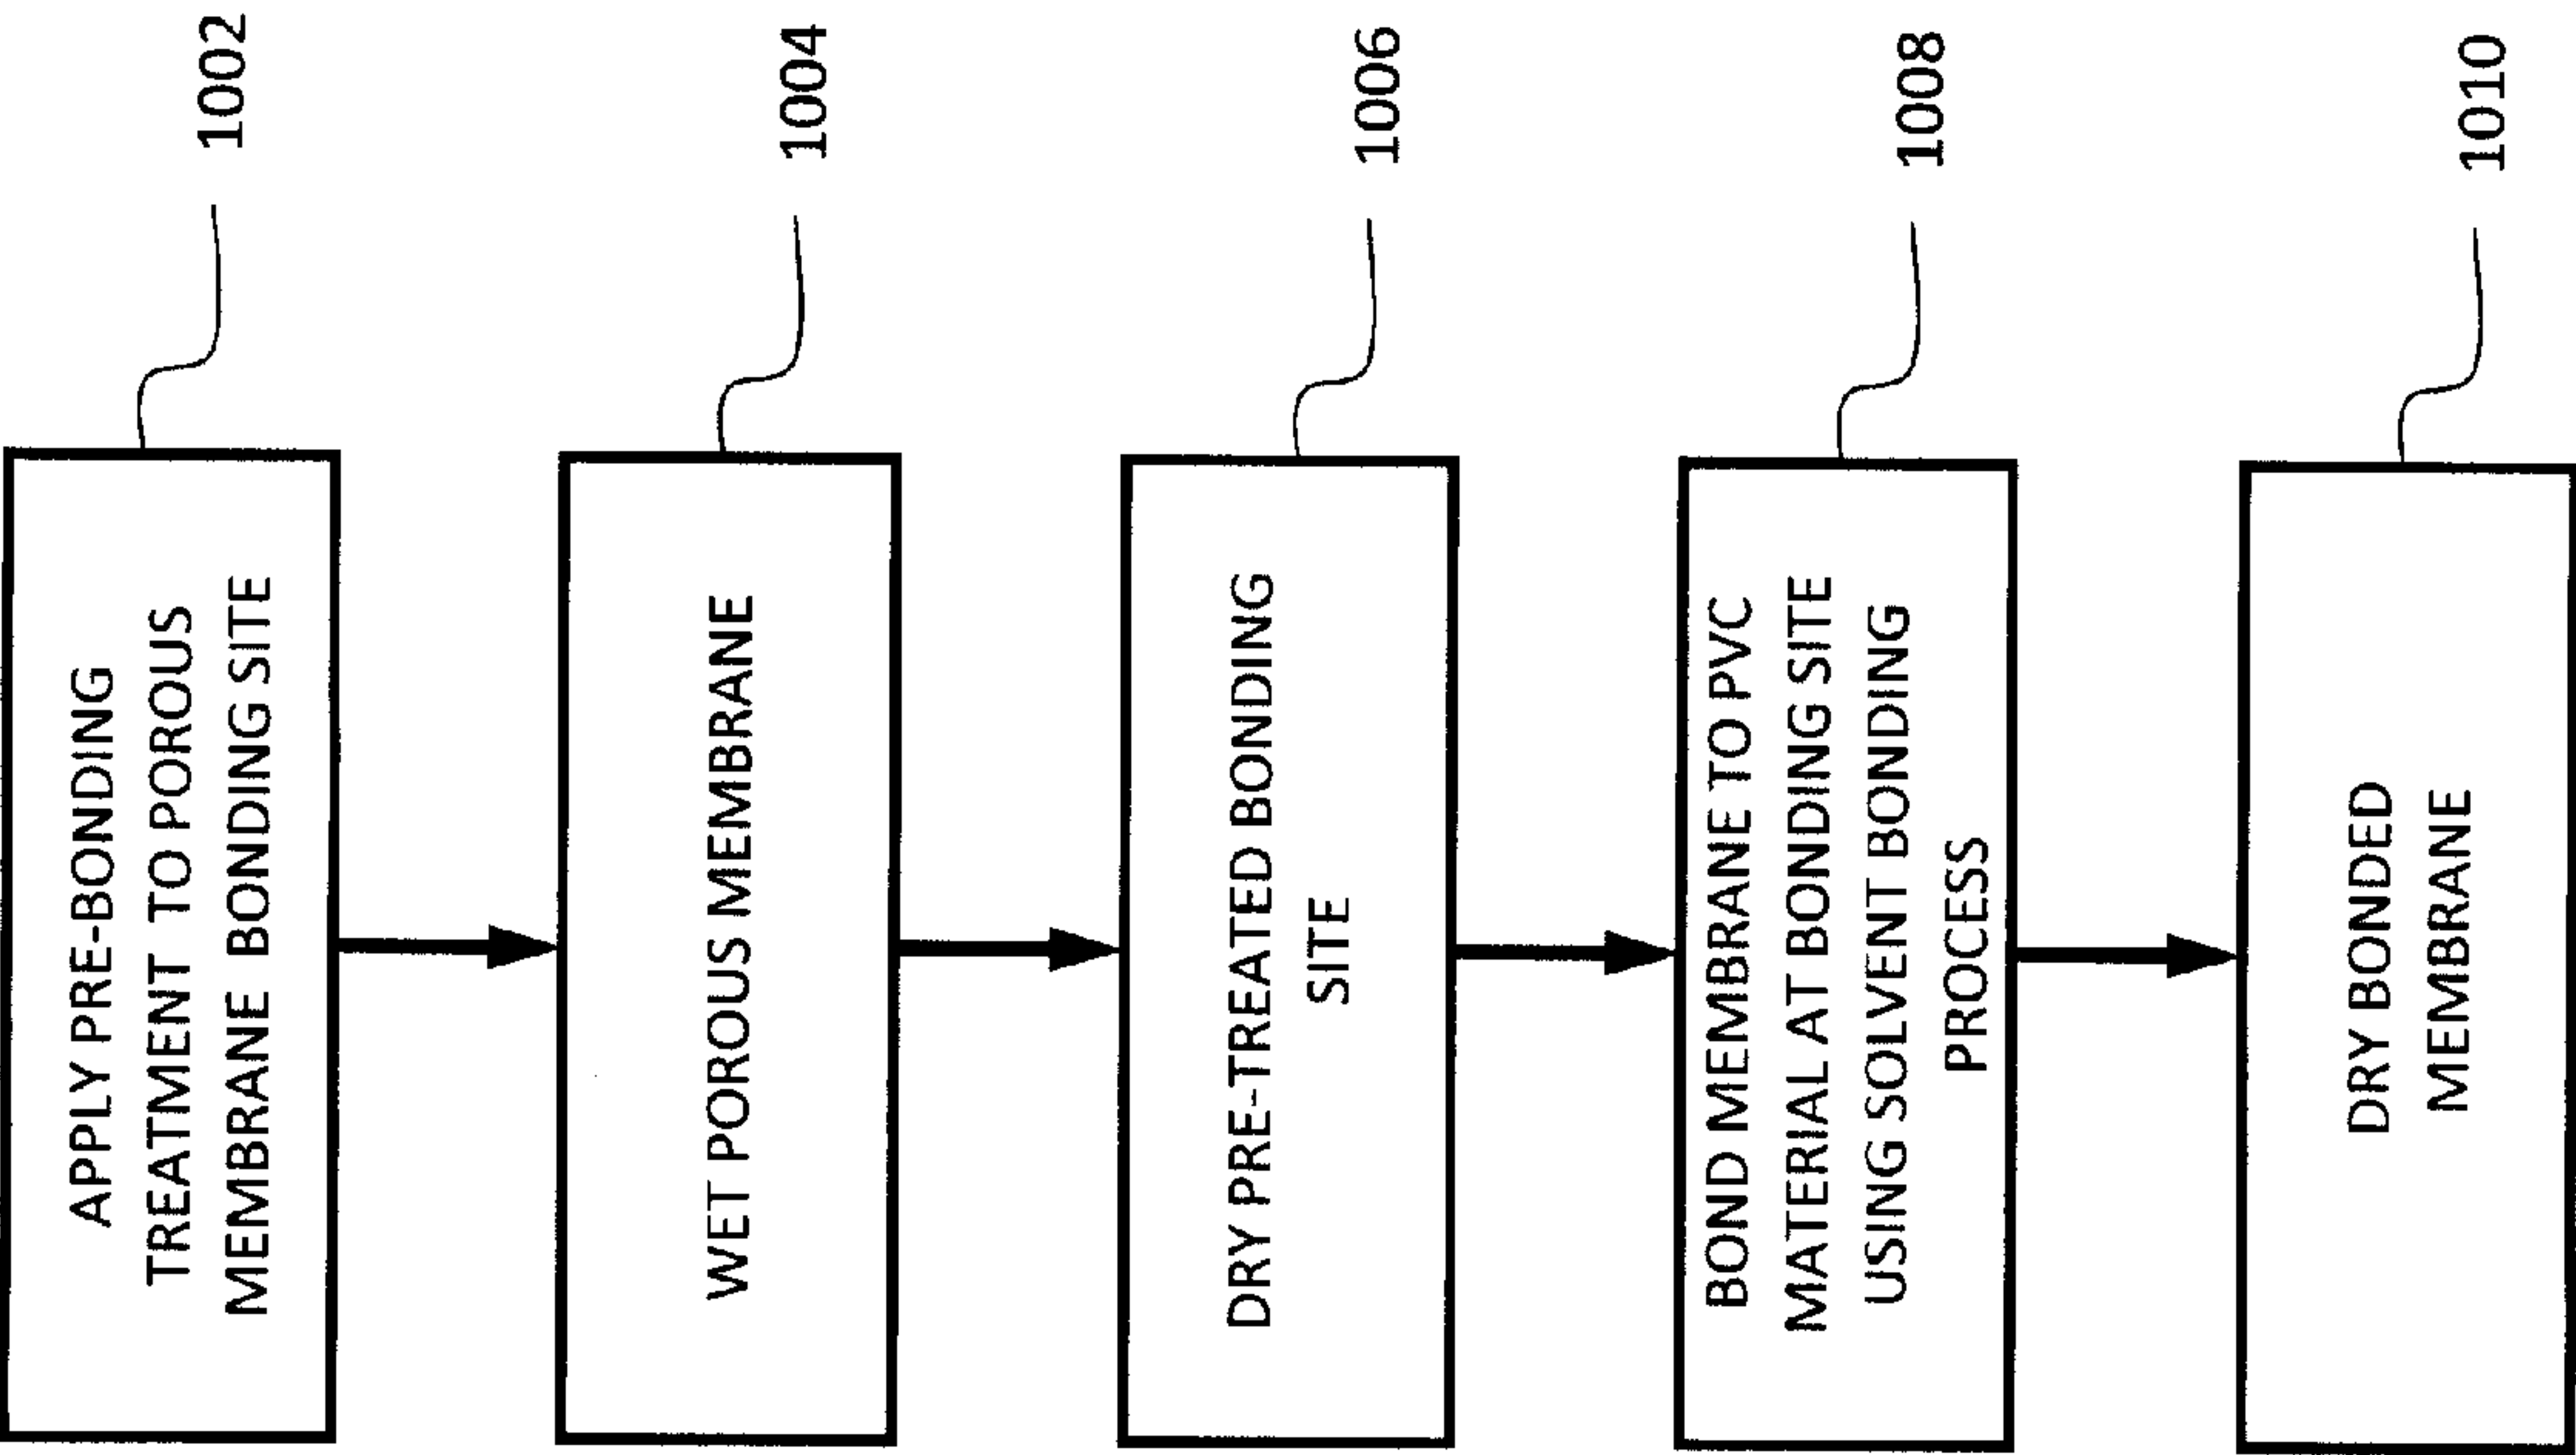 APPLY PRE-BONDING
TREATMENT TO POROUS
MEMBRANE BONDING SITE
1002
WET POROUS MEMBRANE
1004
DRY PRE-TREATED BONDING
SITE
1006
BOND MEMBRANE TO PVC
MATERIAL AT BONDING SITE
USING SOLVENT BONDING
PROCESS
1008
DRY BONDED
MEMBRANE
1010